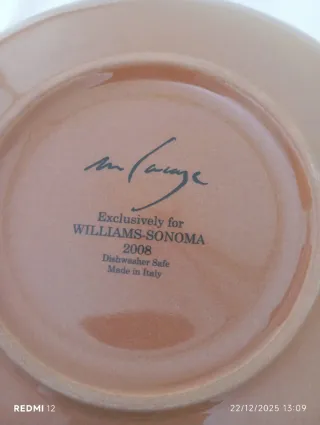 Exclusively for
WILLIAMS-SONOMA
2008
Dishwasher Safe
Made in Italy
REDMI 12
22/12/2025 13:09